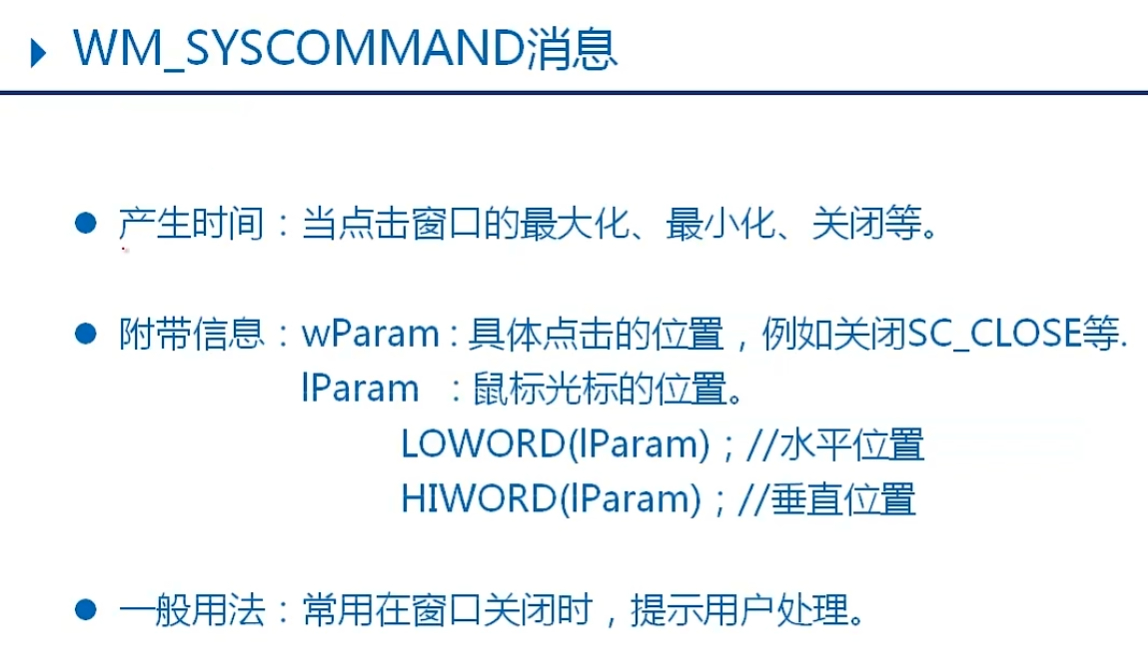 WM_SYSCOMMAND消息
产生时间：当点击窗口的最大化、最小化、关闭等。
附带信息：wParam : 具体点击的位置，例如关闭SC_CLOSE等.
lParam ：鼠标光标的位置。
LOWORD(lParam)；//水平位置
HIWORD(lParam)；//垂直位置
一般用法：常用在窗口关闭时，提示用户处理。